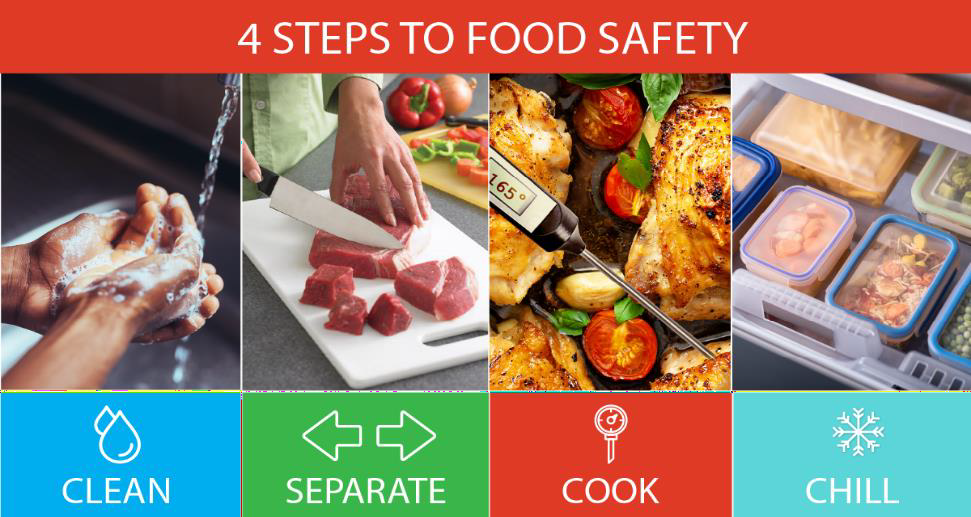 4 STEPS TO FOOD SAFETY
165°
CLEAN
SEPARATE
COOK
CHILL